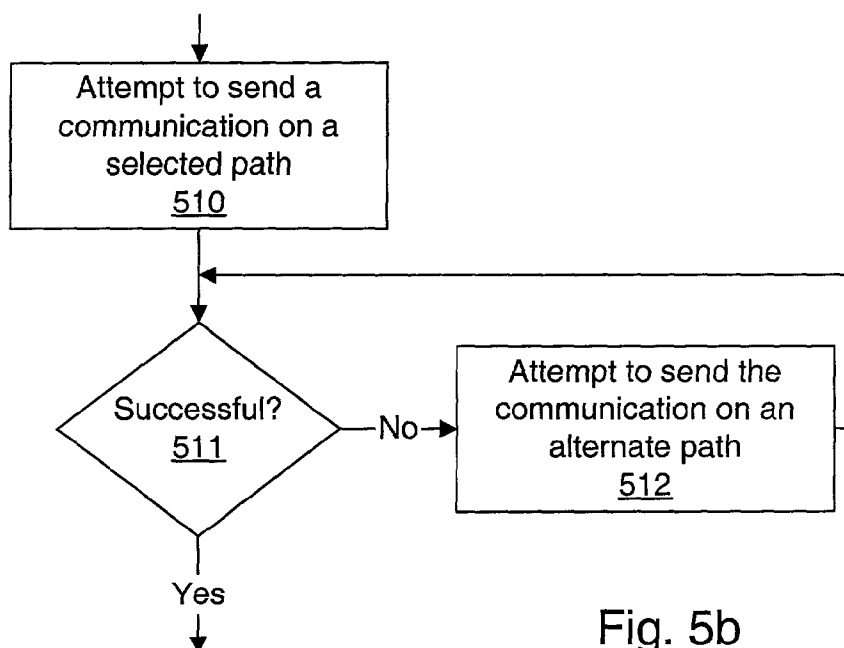 Attempt to send a
communication on a
selected path
510
Successful?
511
No
Attempt to send the
communication on an
alternate path
512
Yes
Fig. 5b